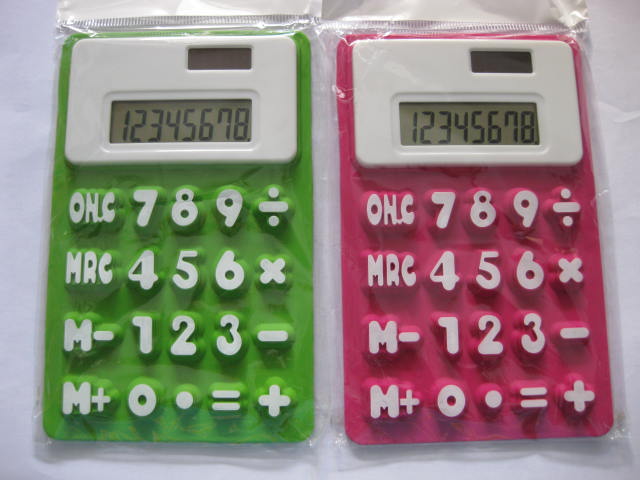 12345678.
ON.C 7 8 9 ÷
MRC 4 5 6 ×
M- 1 2 3 -
M+ 0 . = +
12345678.
ON.C 7 8 9 ÷
MRC 4 5 6 ×
M- 1 2 3 -
M+ 0 . = +